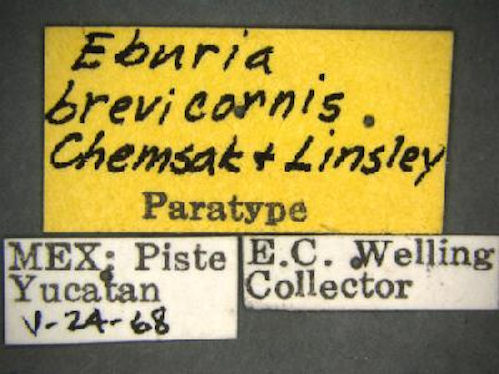 Eburia
brevicornis.
Chemsak + Linsley
Paratype
MEX: Piste
Yucatan
V-24-68
E.C. Welling
Collector